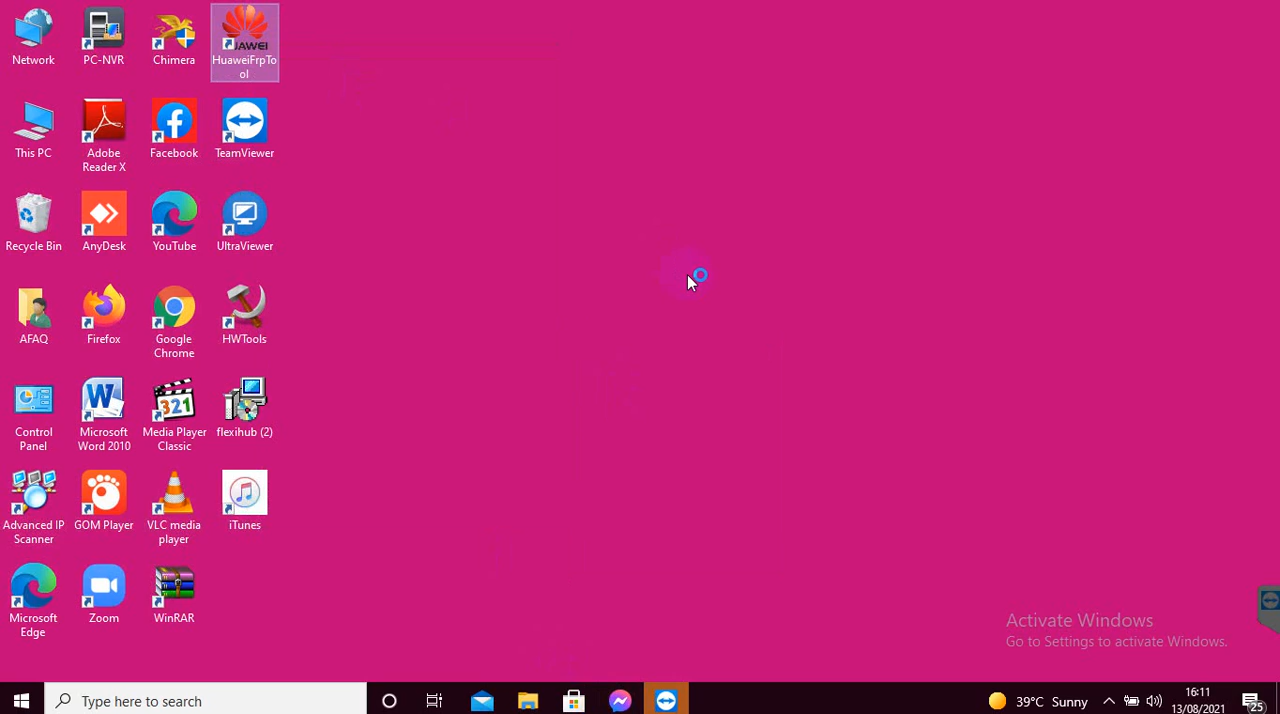 Network
PC-NVR
Chimera
HUAWEI
HuaweiFrpTo
ol
This PC
Adobe
Reader X
Facebook
TeamViewer
Recycle Bin
AnyDesk
YouTube
UltraViewer
AFAQ
Firefox
Google
Chrome
HWTools
W
Control
Panel
Microsoft
Word 2010
321
Media Player
Classic
flexihub (2)
Advanced IP
Scanner
GOM Player
VLC media
player
iTunes
Microsoft
Edge
Zoom
WinRAR
Activate Windows
Go to Settings to activate Windows.
Type here to search
39°C Sunny
16:11
13/08/2021
25